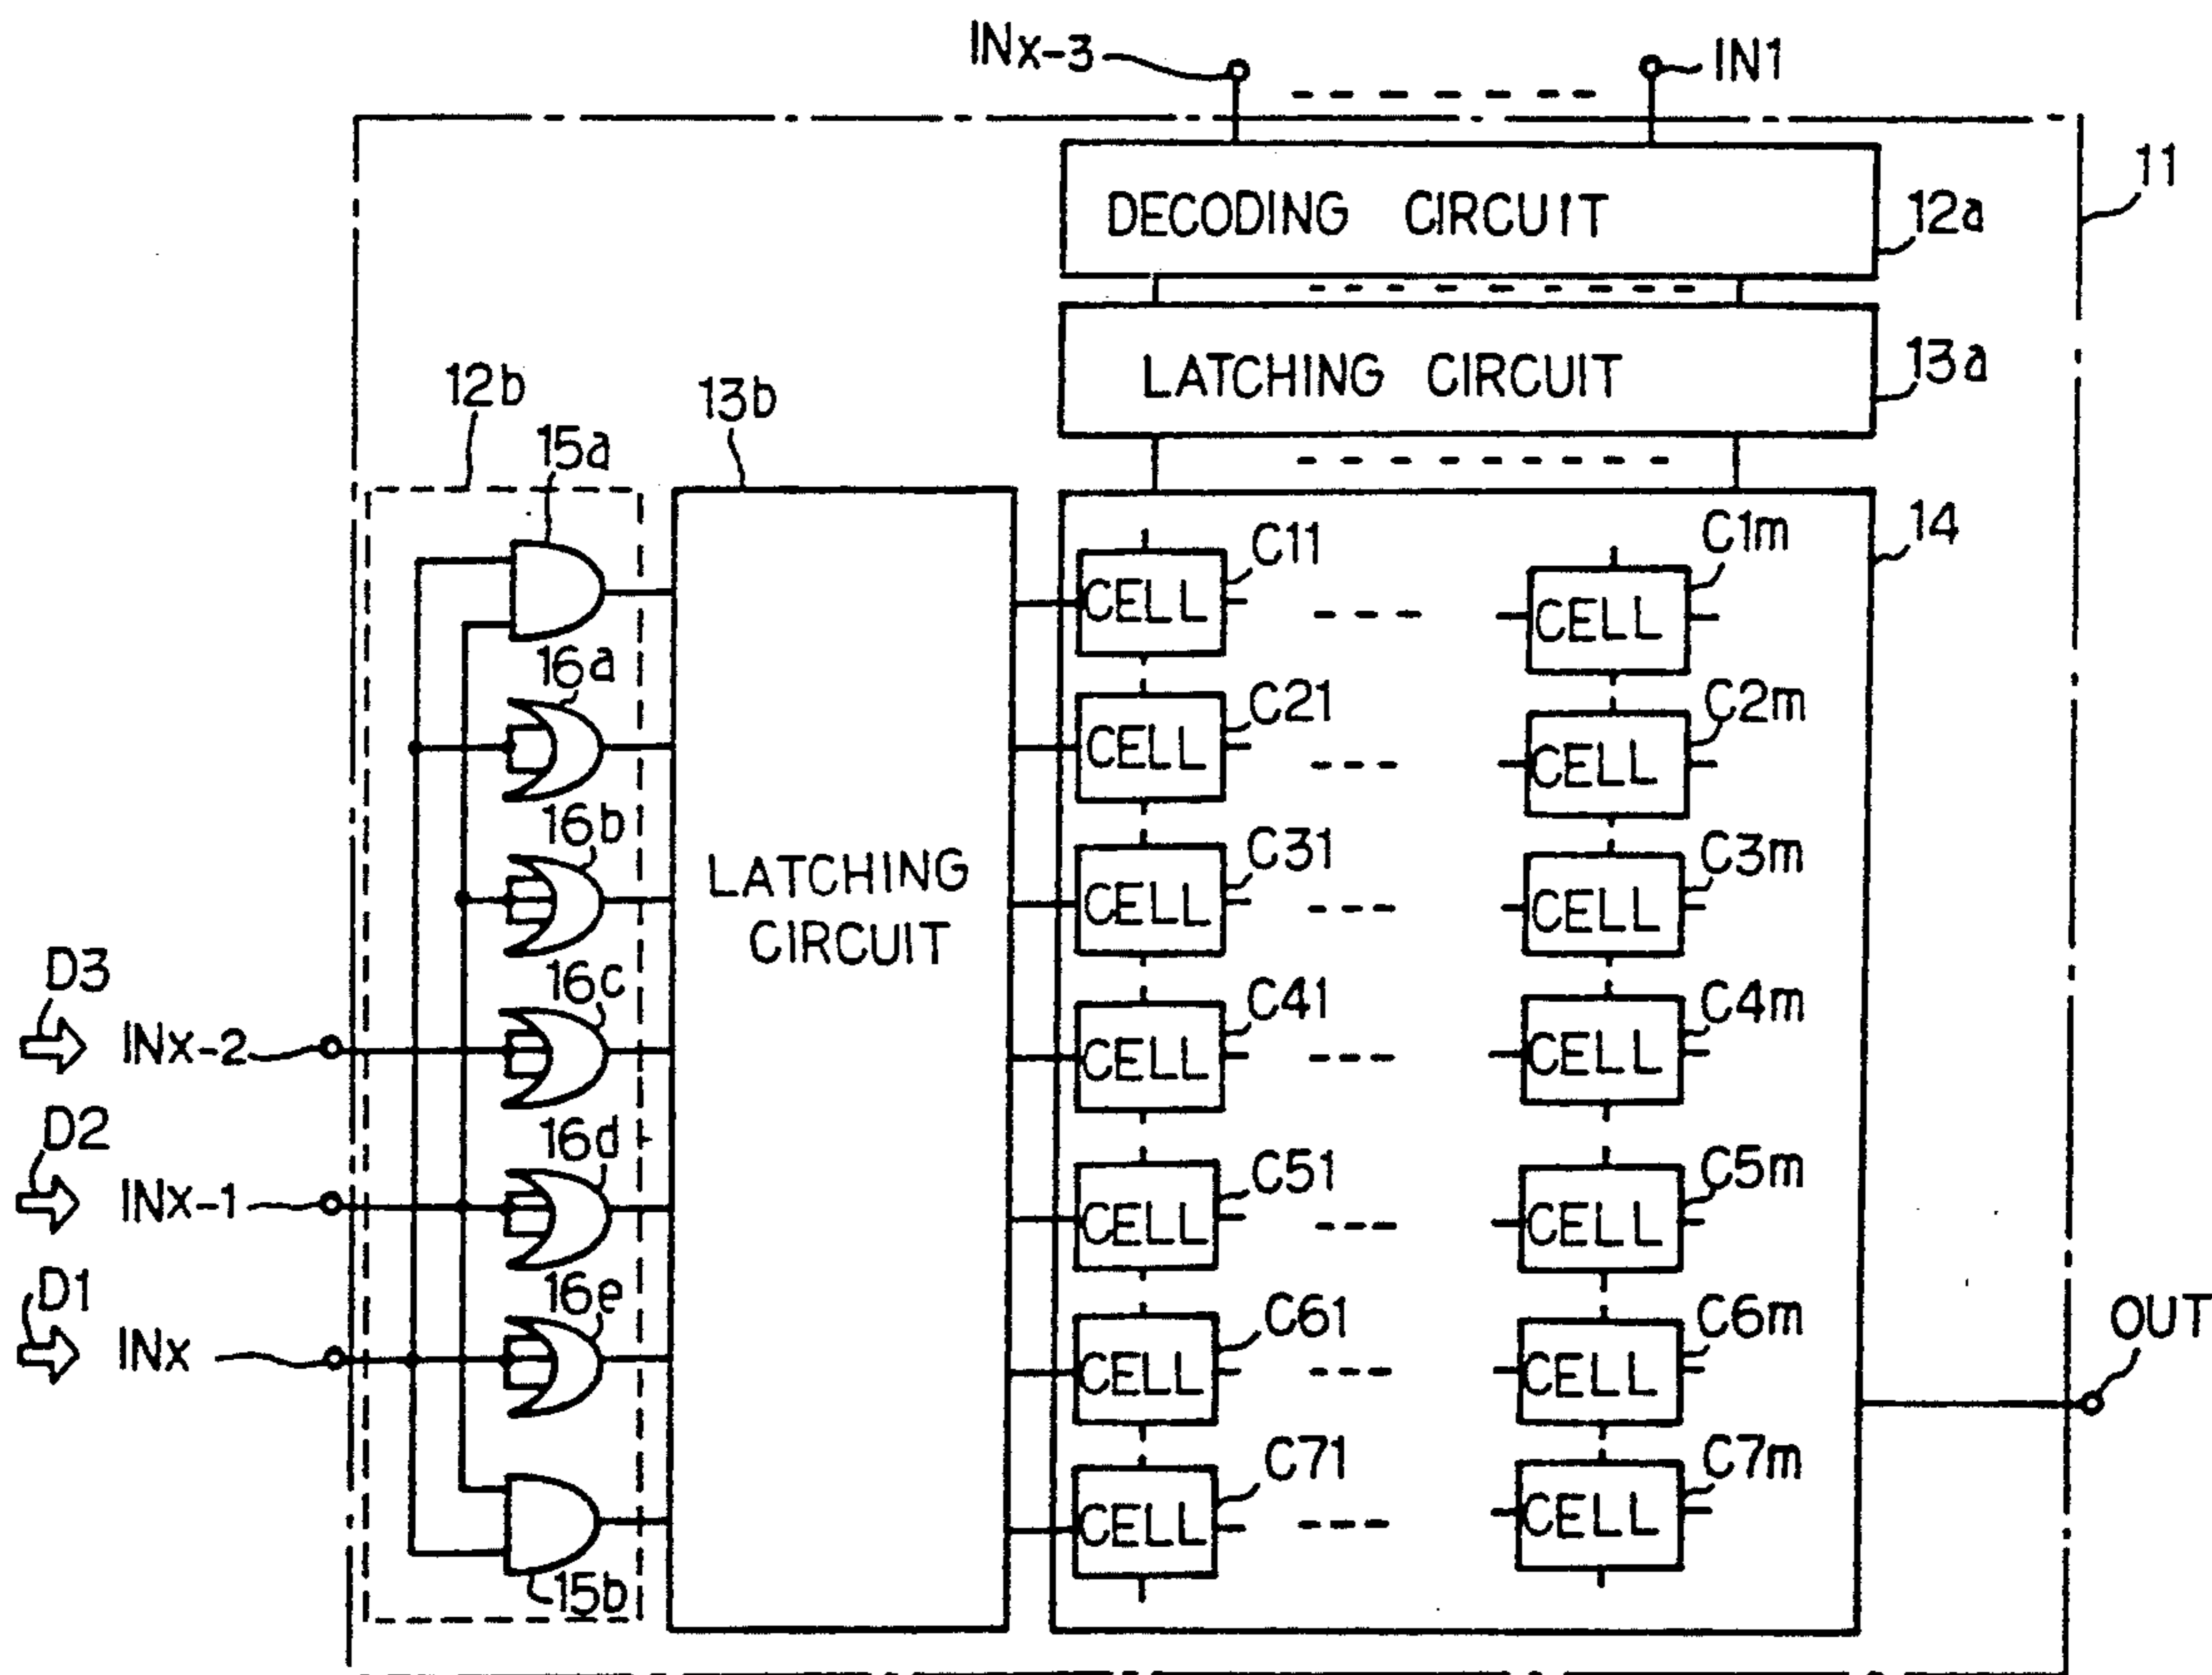 INx-3
IN1
11
DECODING CIRCUIT
12a
LATCHING CIRCUIT
13a
12b
13b
15a
14
C11
C1m
CELL
CELL
16a
C21
C2m
CELL
CELL
16b
C31
C3m
CELL
CELL
LATCHING
CIRCUIT
D3
INx-2
16c
C41
C4m
CELL
CELL
D2
INx-1
16d
C51
C5m
CELL
CELL
D1
INx
16e
C61
C6m
CELL
CELL
OUT
C71
C7m
CELL
CELL
15b